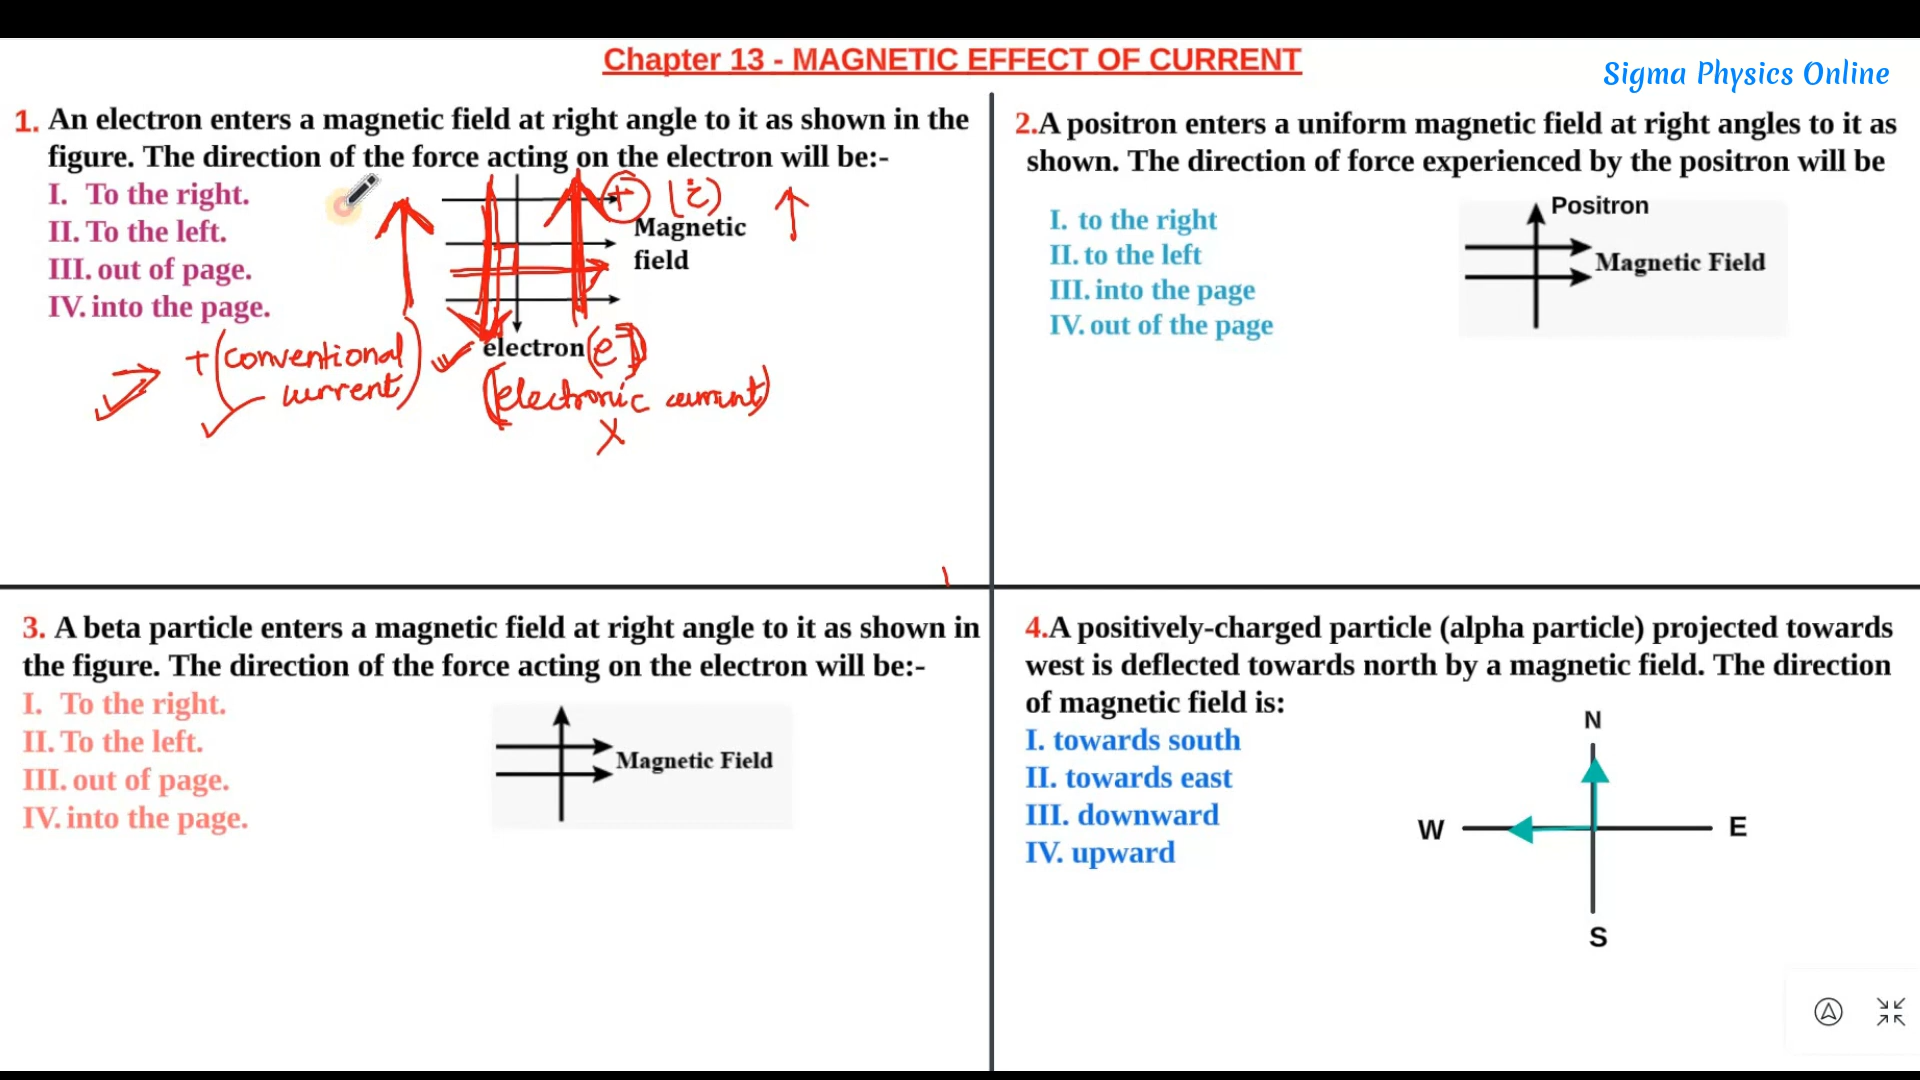 Chapter 13 - MAGNETIC EFFECT OF CURRENT
Sigma Physics Online
1. An electron enters a magnetic field at right angle to it as shown in the
figure. The direction of the force acting on the electron will be:-
I. To the right.
II. To the left.
III. out of page.
IV. into the page.
+ (i)
Magnetic
field
electron (e⁻)
+ (conventional
current)
(electronic current)
X
2.A positron enters a uniform magnetic field at right angles to it as
shown. The direction of force experienced by the positron will be
I. to the right
II. to the left
III. into the page
IV. out of the page
Positron
Magnetic Field
3. A beta particle enters a magnetic field at right angle to it as shown in
the figure. The direction of the force acting on the electron will be:-
I. To the right.
II. To the left.
III. out of page.
IV. into the page.
Magnetic Field
4.A positively-charged particle (alpha particle) projected towards
west is deflected towards north by a magnetic field. The direction
of magnetic field is:
I. towards south
II. towards east
III. downward
IV. upward
N
W
E
S